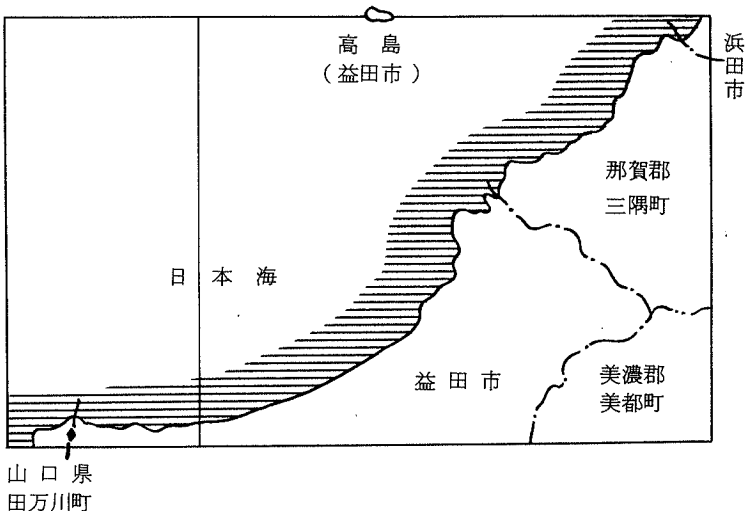 高島
(益田市)
浜田市
那賀郡
三隅町
日本海
益田市
美濃郡
美都町
山口県
田万川町